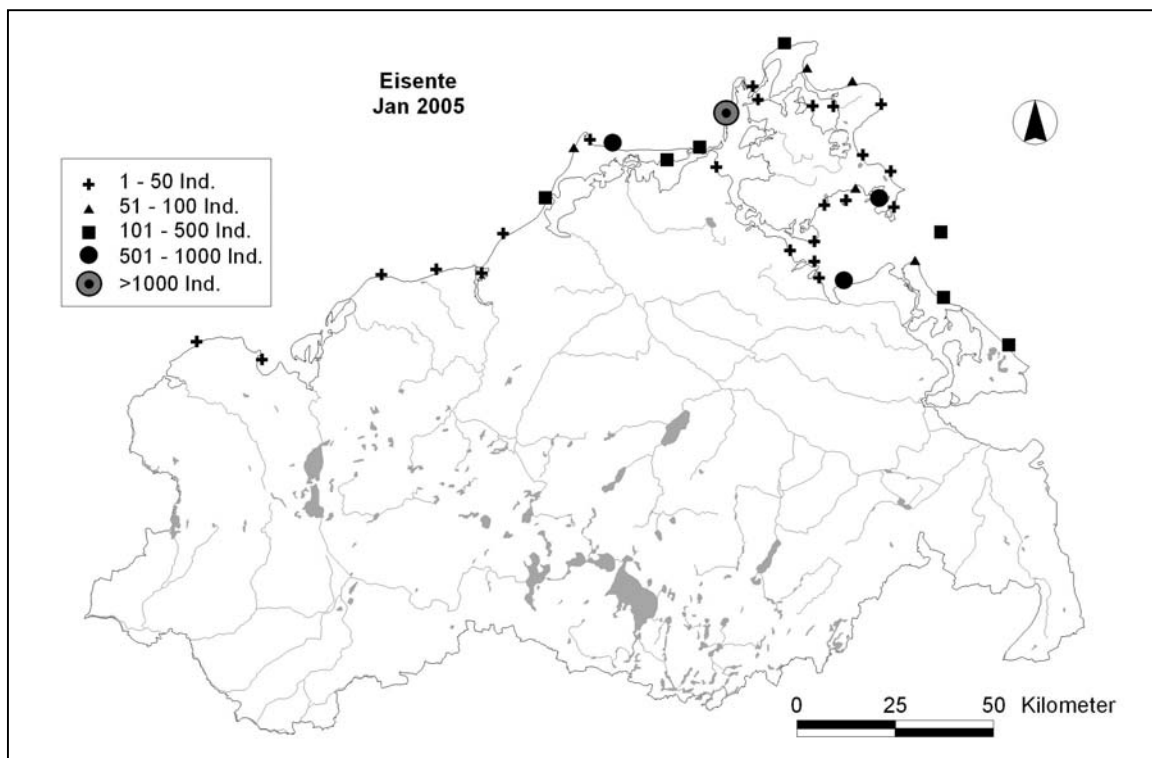 Eisente
Jan 2005
1 - 50 Ind.
51 - 100 Ind.
101 - 500 Ind.
501 - 1000 Ind.
>1000 Ind.
0 25 50 Kilometer